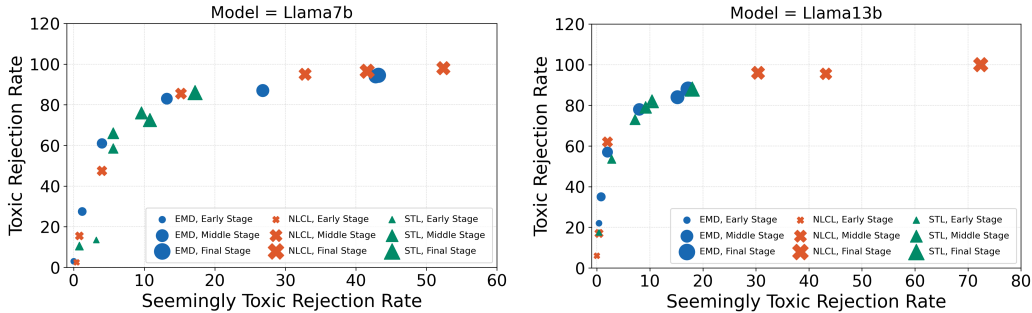 Model = Llama7b
120
100
80
60
40
20
0
Toxic Rejection Rate
0 10 20 30 40 50 60
Seemingly Toxic Rejection Rate
EMD, Early Stage NLCL, Early Stage STL, Early Stage
EMD, Middle Stage NLCL, Middle Stage STL, Middle Stage
EMD, Final Stage NLCL, Final Stage STL, Final Stage
Model = Llama13b
120
100
80
60
40
20
0
Toxic Rejection Rate
0 10 20 30 40 50 60 70 80
Seemingly Toxic Rejection Rate
EMD, Early Stage NLCL, Early Stage STL, Early Stage
EMD, Middle Stage NLCL, Middle Stage STL, Middle Stage
EMD, Final Stage NLCL, Final Stage STL, Final Stage